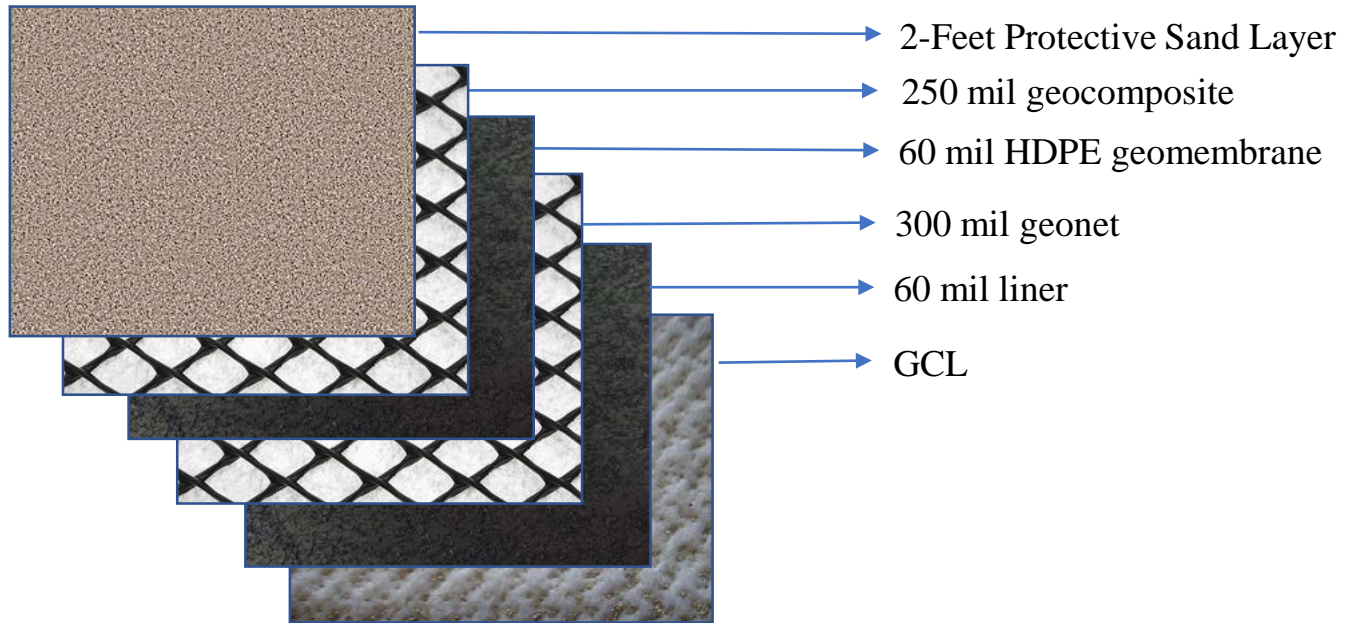 2-Feet Protective Sand Layer
250 mil geocomposite
60 mil HDPE geomembrane
300 mil geonet
60 mil liner
GCL